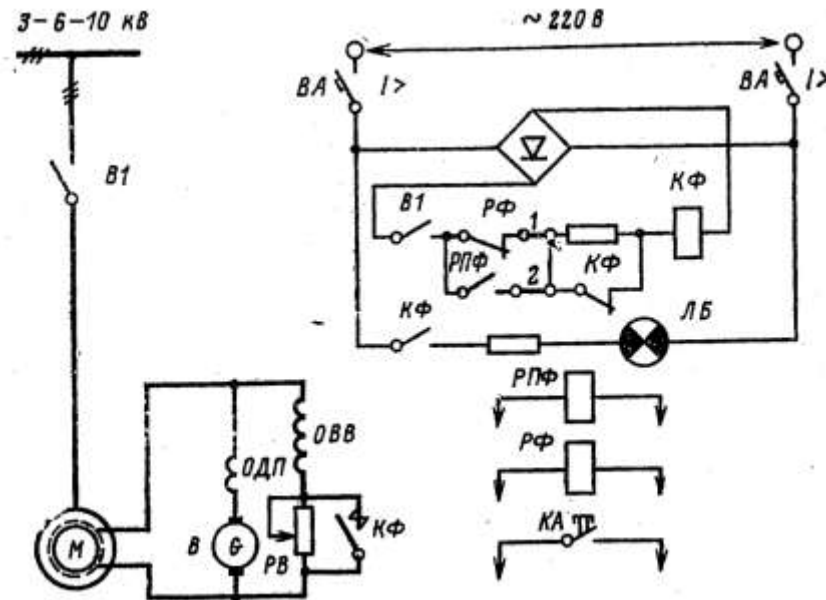 3-6-10 кв
~ 220 В
ВА
I>
ВА
I>
В1
КФ
В1
РФ
1
РПФ
2
КФ
КФ
ЛБ
РПФ
ОВВ
РФ
ОДП
КФ
КА
В
G
РВ
М